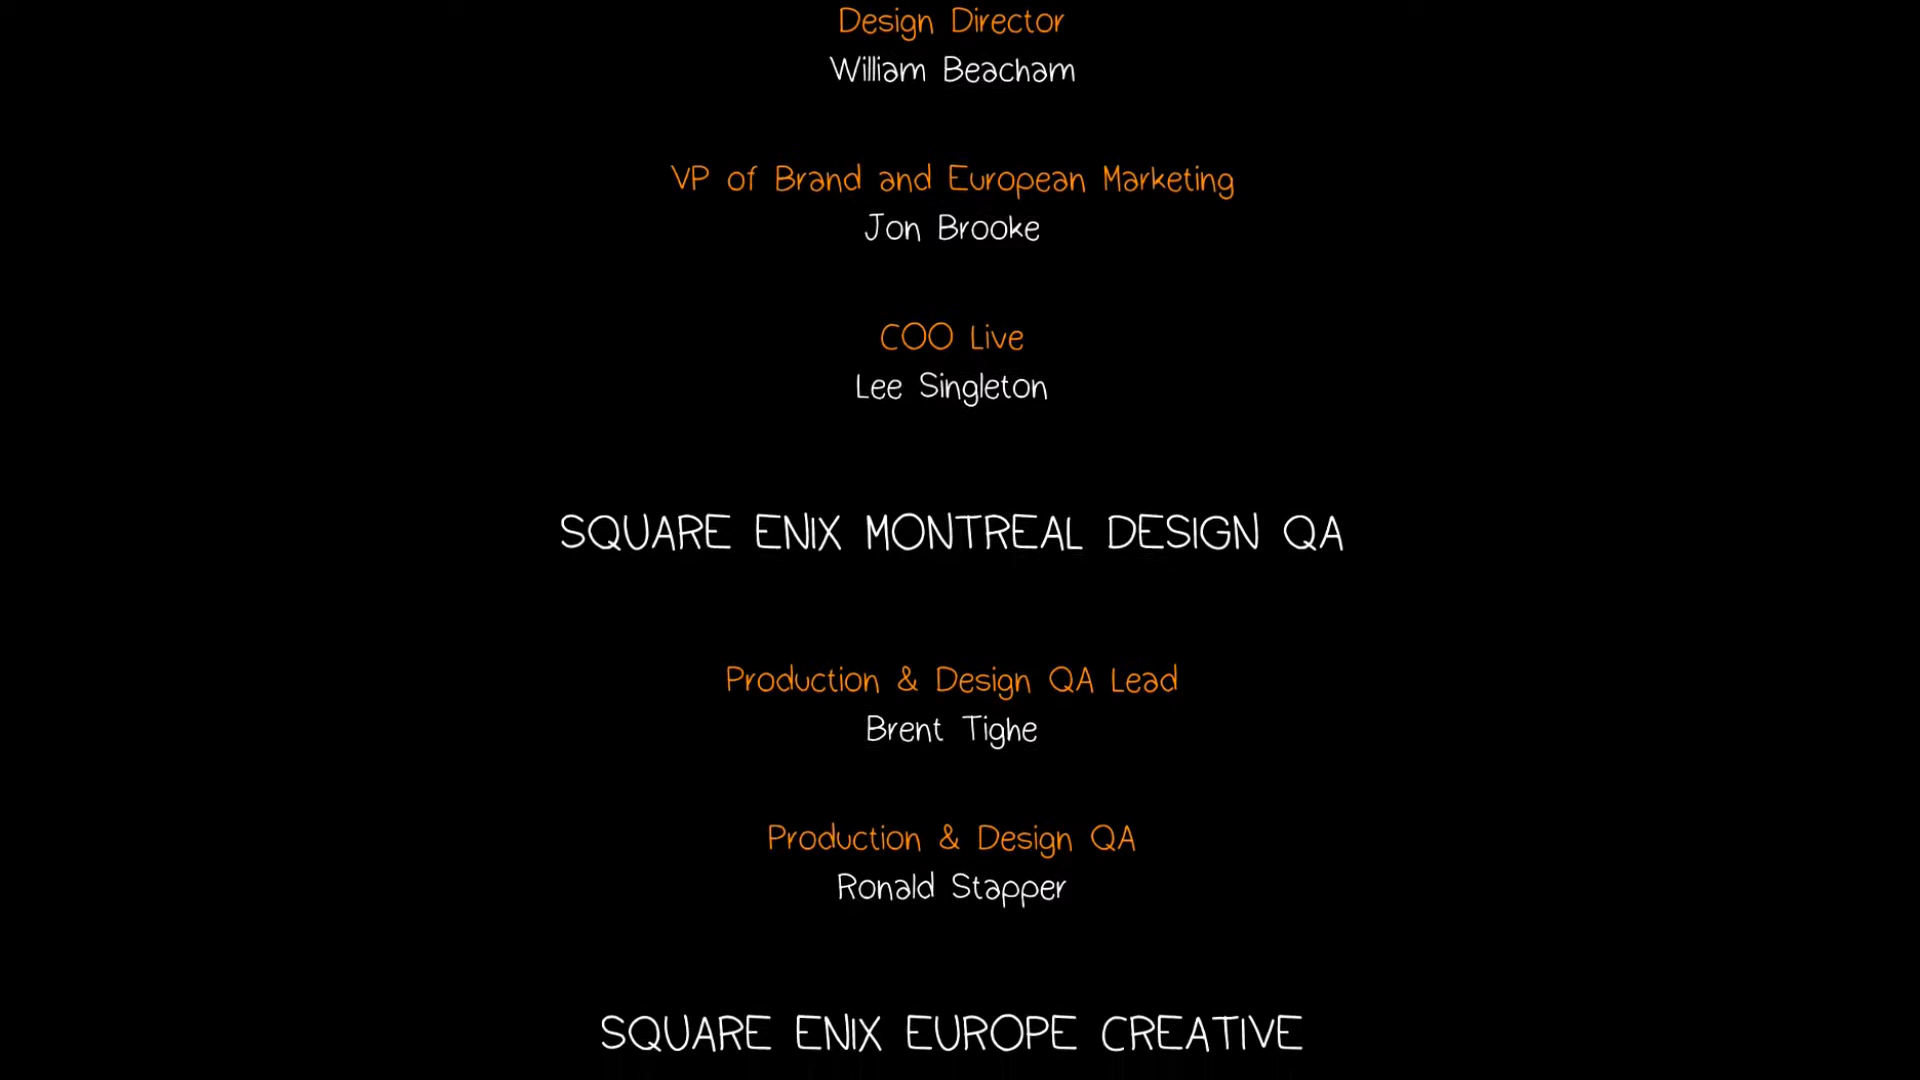 Design Director
William Beacham
VP of Brand and European Marketing
Jon Brooke
COO Live
Lee Singleton
SQUARE ENIX MONTREAL DESIGN QA
Production & Design QA Lead
Brent Tighe
Production & Design QA
Ronald Stapper
SQUARE ENIX EUROPE CREATIVE